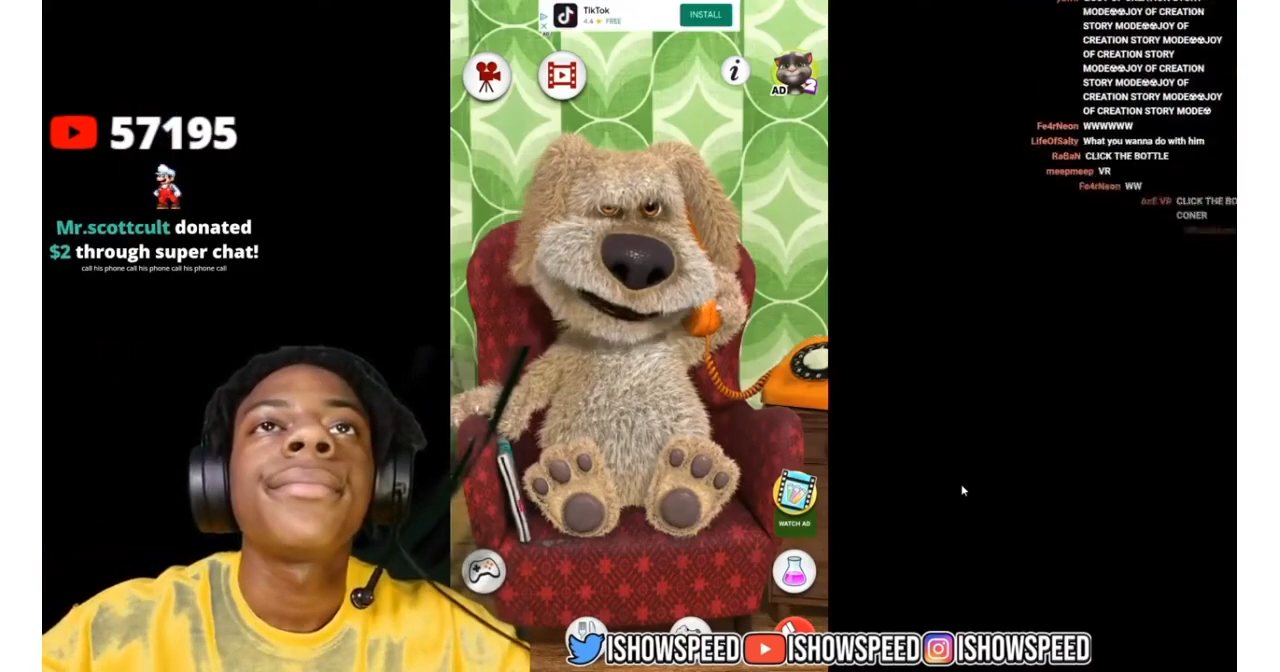 57195
Mr.scottcult donated
$2 through super chat!
call his phone call his phone call his phone call
TikTok
4.4 ★ FREE
INSTALL
i
AD 2
WATCH AD
MODE☢☢JOY OF CREATION
STORY MODE☢☢JOY OF
CREATION STORY MODE☢☢JOY
OF CREATION STORY
MODE☢☢JOY OF CREATION
STORY MODE☢☢JOY OF
CREATION STORY MODE☢☢JOY
OF CREATION STORY MODE☢
Fe4rNeon WWWWWW
LifeOfSalty What you wanna do with him
RaBaN CLICK THE BOTTLE
meepmeep VR
Fe4rNeon WW
CLICK THE BO
CONER
ISHOWSPEED ISHOWSPEED ISHOWSPEED